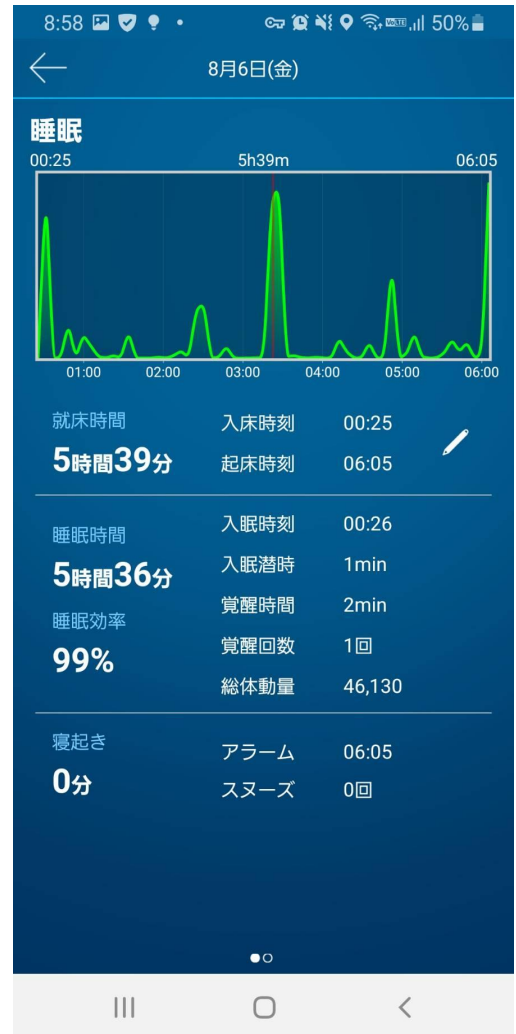 8:58 50%
8月6日(金)
睡眠
00:25 5h39m 06:05
01:00 02:00 03:00 04:00 05:00 06:00
就床時間
5時間39分
入床時刻 00:25
起床時刻 06:05
睡眠時間
5時間36分
睡眠効率
99%
入眠時刻 00:26
入眠潜時 1min
覚醒時間 2min
覚醒回数 1回
総体動量 46,130
寝起き
0分
アラーム 06:05
スヌーズ 0回